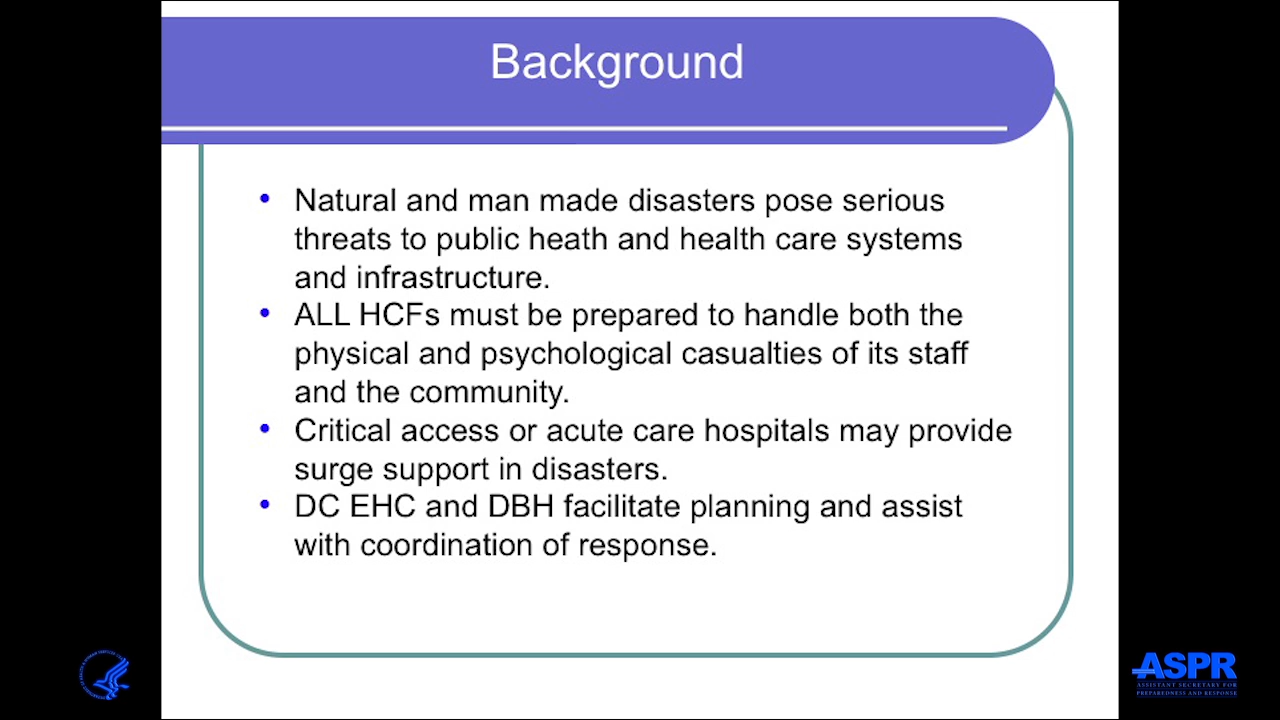 Background
• Natural and man made disasters pose serious
threats to public heath and health care systems
and infrastructure.
• ALL HCFs must be prepared to handle both the
physical and psychological casualties of its staff
and the community.
• Critical access or acute care hospitals may provide
surge support in disasters.
• DC EHC and DBH facilitate planning and assist
with coordination of response.
ASPR
ASSISTANT SECRETARY FOR
PREPAREDNESS AND RESPONSE